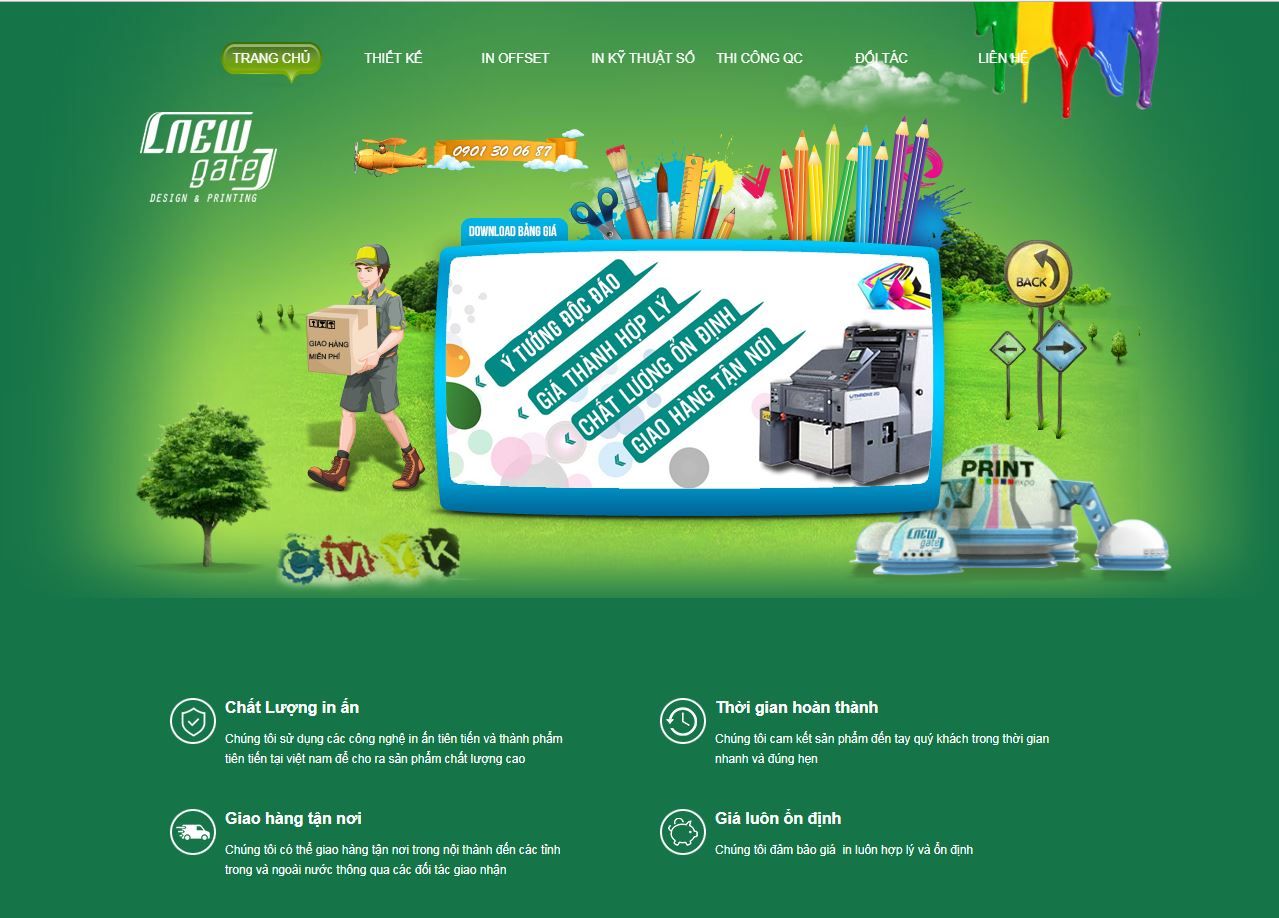 TRANG CHỦ
THIẾT KẾ
IN OFFSET
IN KỸ THUẬT SỐ
THI CÔNG QC
ĐỐI TÁC
LIÊN HỆ
NEW
gate
DESIGN & PRINTING
0901 30 06 87
DOWNLOAD BẢNG GIÁ
Ý TƯỞNG ĐỘC ĐÁO
GIÁ THÀNH HỢP LÝ
CHẤT LƯỢNG ỔN ĐỊNH
GIAO HÀNG TẬN NƠI
GIAO HÀNG
MIỄN PHÍ
BACK
PRINT
expo
NEW
gate
CMYK
Chất Lượng in ấn
Chúng tôi sử dụng các công nghệ in ấn tiên tiến và thành phẩm
tiên tiến tại việt nam để cho ra sản phẩm chất lượng cao
Thời gian hoàn thành
Chúng tôi cam kết sản phẩm đến tay quý khách trong thời gian
nhanh và đúng hẹn
Giao hàng tận nơi
Chúng tôi có thể giao hàng tận nơi trong nội thành đến các tỉnh
trong và ngoài nước thông qua các đối tác giao nhận
Giá luôn ổn định
Chúng tôi đảm bảo giá  in luôn hợp lý và ổn định